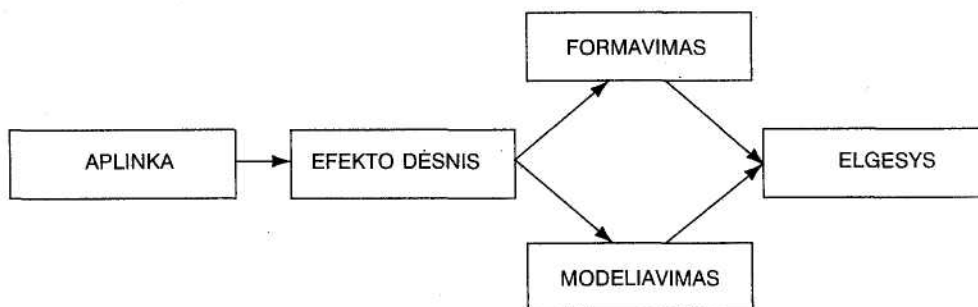 FORMAVIMAS
APLINKA
EFEKTO DĖSNIS
ELGESYS
MODELIAVIMAS